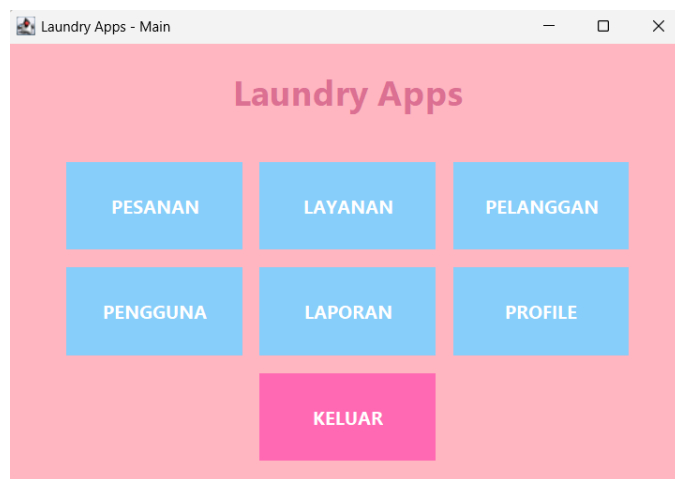 Laundry Apps - Main
Laundry Apps
PESANAN
LAYANAN
PELANGGAN
PENGGUNA
LAPORAN
PROFILE
KELUAR